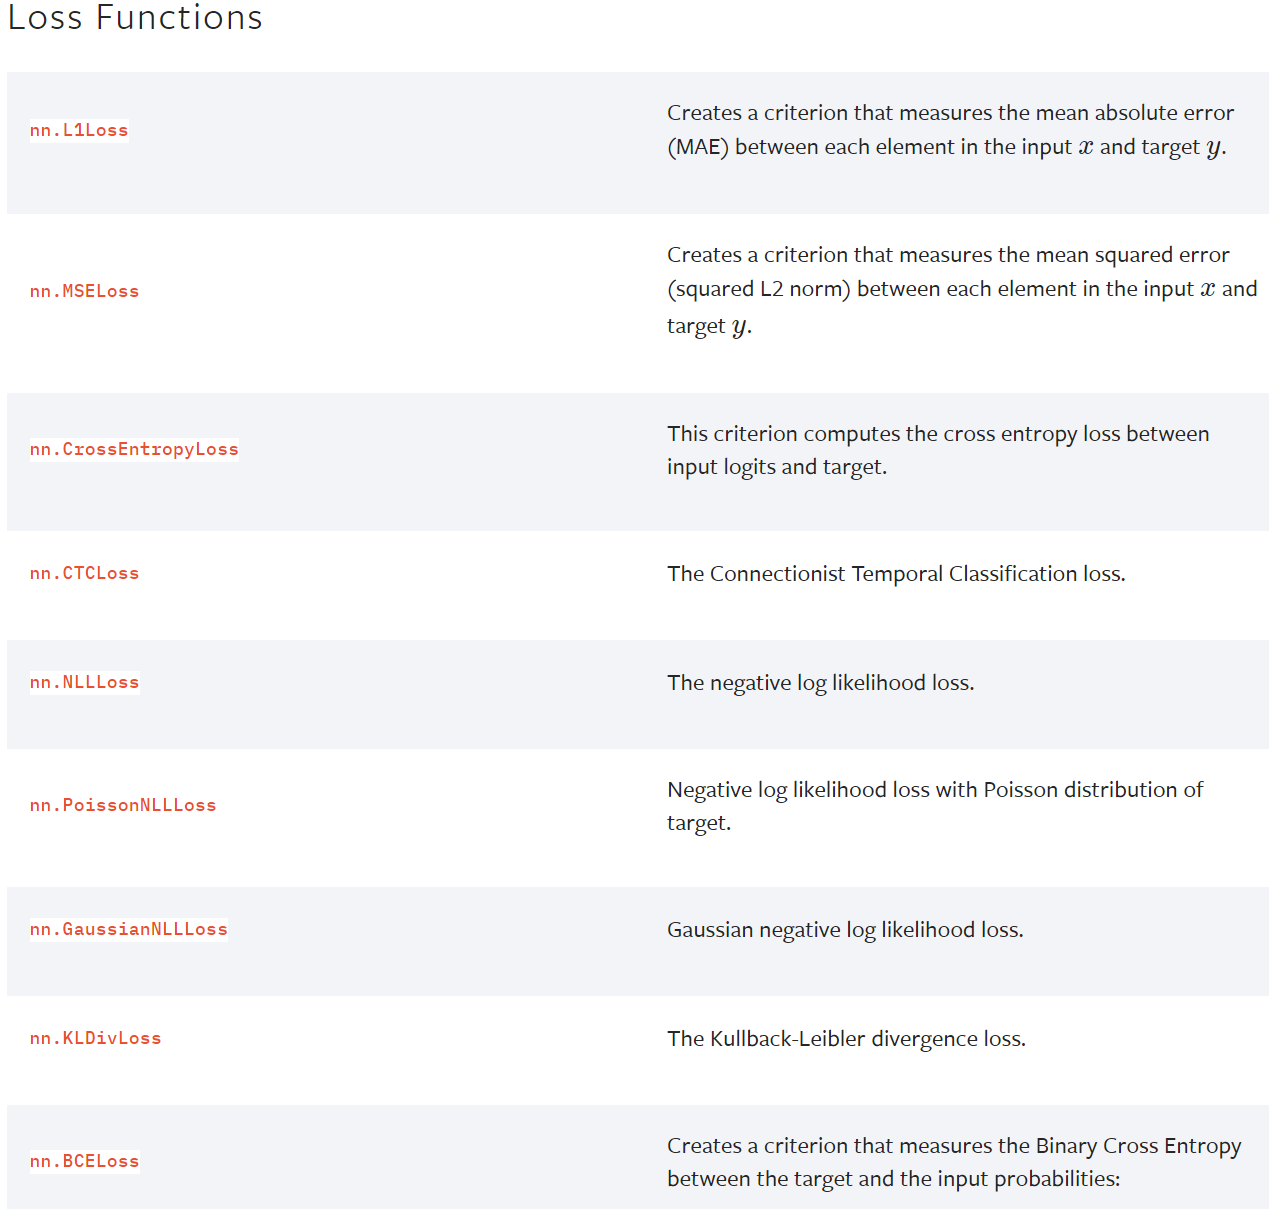 Loss Functions
nn.L1Loss
Creates a criterion that measures the mean absolute error
(MAE) between each element in the input x and target y.
nn.MSELoss
Creates a criterion that measures the mean squared error
(squared L2 norm) between each element in the input x and
target y.
nn.CrossEntropyLoss
This criterion computes the cross entropy loss between
input logits and target.
nn.CTCLoss
The Connectionist Temporal Classification loss.
nn.NLLLoss
The negative log likelihood loss.
nn.PoissonNLLLoss
Negative log likelihood loss with Poisson distribution of
target.
nn.GaussianNLLLoss
Gaussian negative log likelihood loss.
nn.KLDivLoss
The Kullback-Leibler divergence loss.
nn.BCELoss
Creates a criterion that measures the Binary Cross Entropy
between the target and the input probabilities: